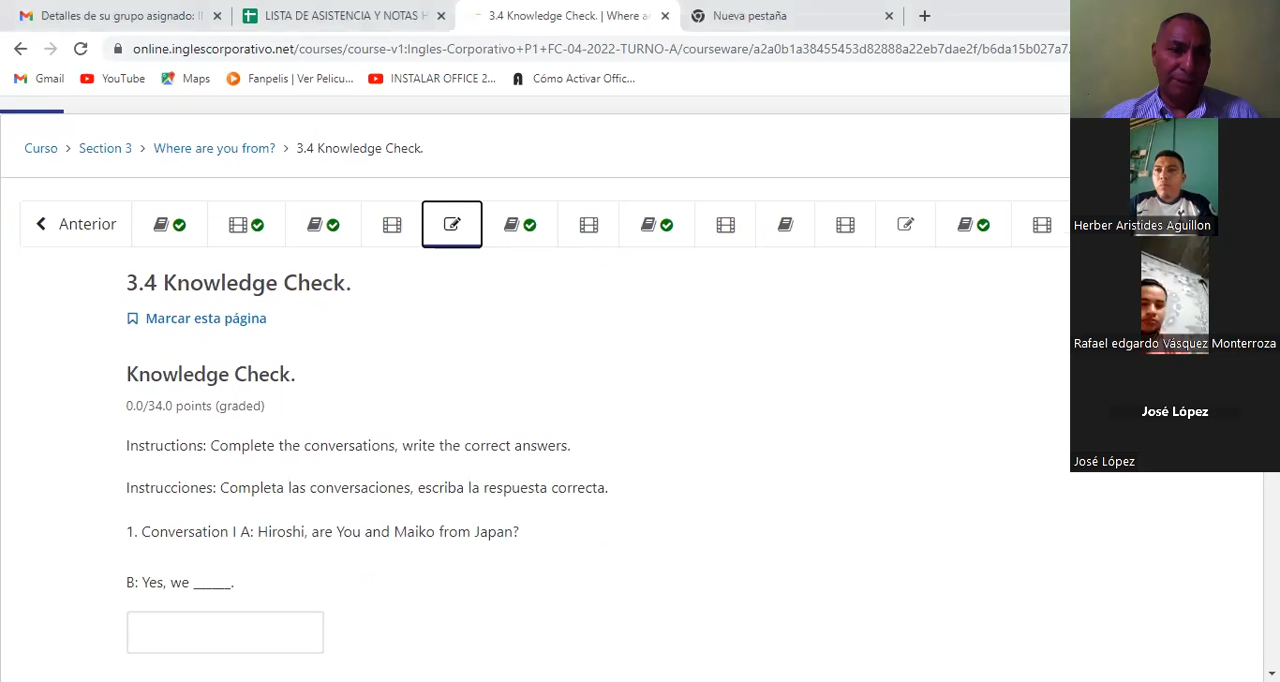 Detalles de su grupo asignado: I
LISTA DE ASISTENCIA Y NOTAS H
3.4 Knowledge Check. | Where a
Nueva pestaña
online.inglescorporativo.net/courses/course-v1:Ingles-Corporativo+P1+FC-04-2022-TURNO-A/courseware/a2a0b1a38455453d82888a22eb7dae2f/b6da15b027a7
Gmail
YouTube
Maps
Fanpelis | Ver Pelicu...
INSTALAR OFFICE 2...
Cómo Activar Offic...
Curso > Section 3 > Where are you from? > 3.4 Knowledge Check.
Anterior
3.4 Knowledge Check.
Marcar esta página
Knowledge Check.
0.0/34.0 points (graded)
Instructions: Complete the conversations, write the correct answers.
Instrucciones: Completa las conversaciones, escriba la respuesta correcta.
1. Conversation I A: Hiroshi, are You and Maiko from Japan?
B: Yes, we ______.
Herber Aristides Aguillon
Rafael edgardo Vásquez Monterroza
José López
José López